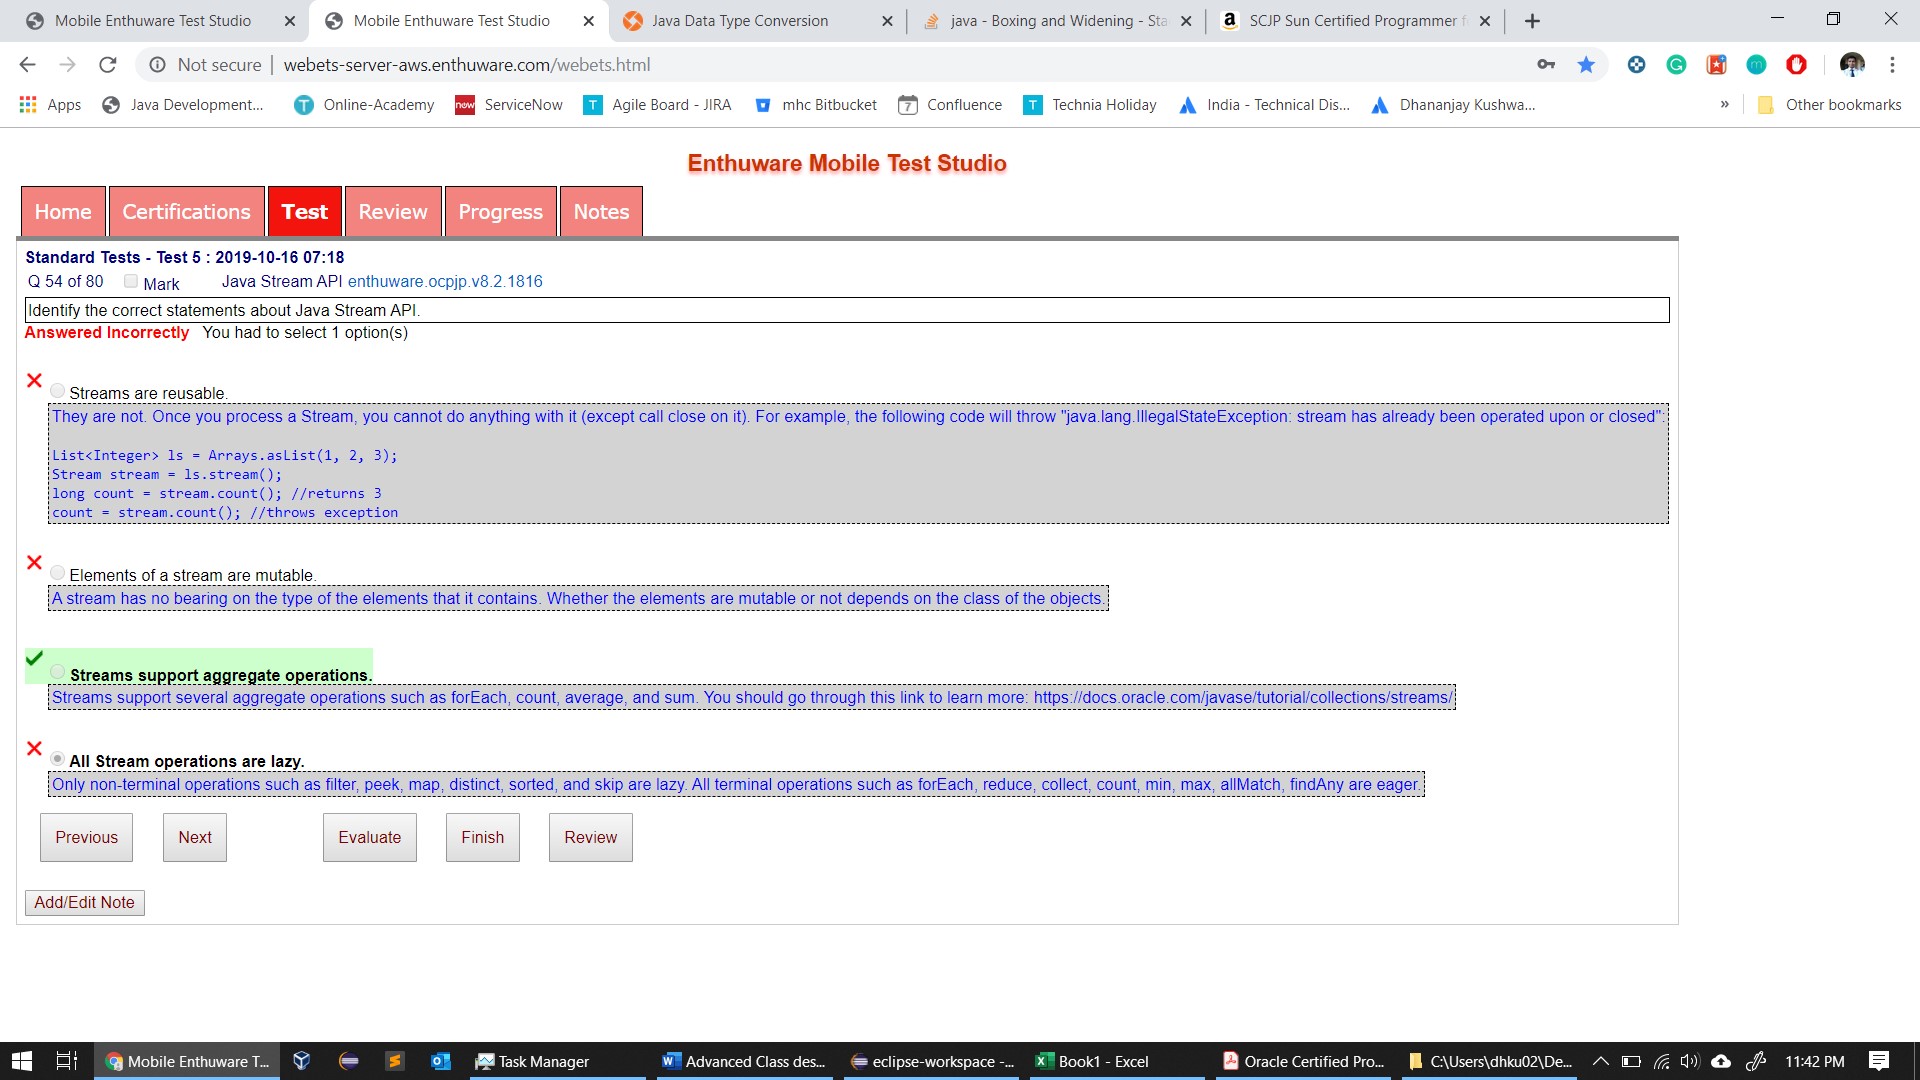 Mobile Enthuware Test Studio
Mobile Enthuware Test Studio
Java Data Type Conversion
java - Boxing and Widening - Sta
SCJP Sun Certified Programmer f
Not secure | webets-server-aws.enthuware.com/webets.html
Apps Java Development... Online-Academy ServiceNow Agile Board - JIRA mhc Bitbucket Confluence Technia Holiday India - Technical Dis... Dhananjay Kushwa... » Other bookmarks
Enthuware Mobile Test Studio
Home Certifications Test Review Progress Notes
Standard Tests - Test 5 : 2019-10-16 07:18
Q 54 of 80 Mark Java Stream API enthuware.ocpjp.v8.2.1816
Identify the correct statements about Java Stream API.
Answered Incorrectly You had to select 1 option(s)
Streams are reusable.
They are not. Once you process a Stream, you cannot do anything with it (except call close on it). For example, the following code will throw "java.lang.IllegalStateException: stream has already been operated upon or closed":
List<Integer> ls = Arrays.asList(1, 2, 3);
Stream stream = ls.stream();
long count = stream.count(); //returns 3
count = stream.count(); //throws exception
Elements of a stream are mutable.
A stream has no bearing on the type of the elements that it contains. Whether the elements are mutable or not depends on the class of the objects.
Streams support aggregate operations.
Streams support several aggregate operations such as forEach, count, average, and sum. You should go through this link to learn more: https://docs.oracle.com/javase/tutorial/collections/streams/
All Stream operations are lazy.
Only non-terminal operations such as filter, peek, map, distinct, sorted, and skip are lazy. All terminal operations such as forEach, reduce, collect, count, min, max, allMatch, findAny are eager.
Previous Next Evaluate Finish Review
Add/Edit Note
Mobile Enthuware T... Task Manager Advanced Class des... eclipse-workspace -... Book1 - Excel Oracle Certified Pro... C:\Users\dhku02\De... 11:42 PM